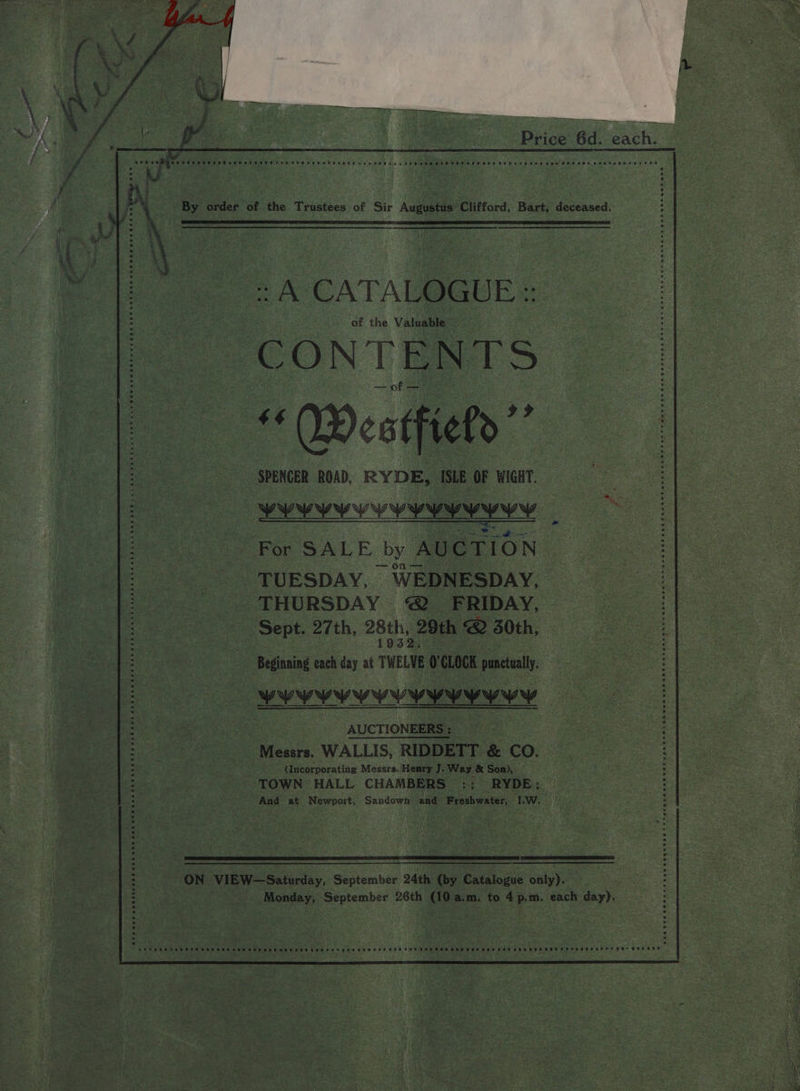 Price 6d. each.
By order of the Trustees of Sir Augustus Clifford, Bart, deceased.
:: A CATALOGUE ::
of the Valuable
CONTENTS
— of —
“Westfield”
SPENCER ROAD, RYDE, ISLE OF WIGHT.
For SALE by AUCTION
— on —
TUESDAY, WEDNESDAY,
THURSDAY & FRIDAY,
Sept. 27th, 28th, 29th & 30th,
1932.
Beginning each day at TWELVE O'CLOCK punctually.
AUCTIONEERS :
Messrs. WALLIS, RIDDETT & CO.
(Incorporating Messrs. Henry J. Way & Son),
TOWN HALL CHAMBERS :: RYDE;
And at Newport, Sandown and Freshwater, I.W.
ON VIEW—Saturday, September 24th (by Catalogue only).
Monday, September 26th (10 a.m. to 4 p.m. each day).